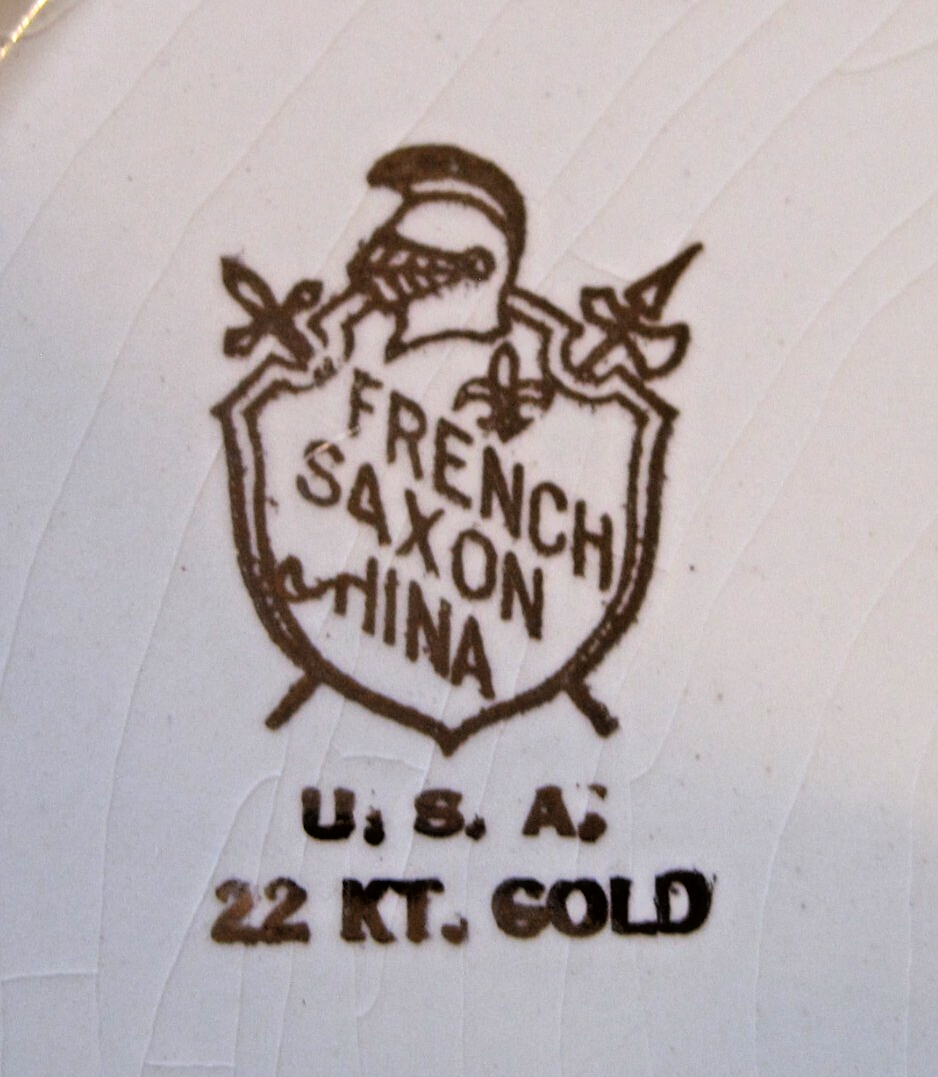 FRENCH
SAXON
CHINA
U. S. A.
22 KT. GOLD